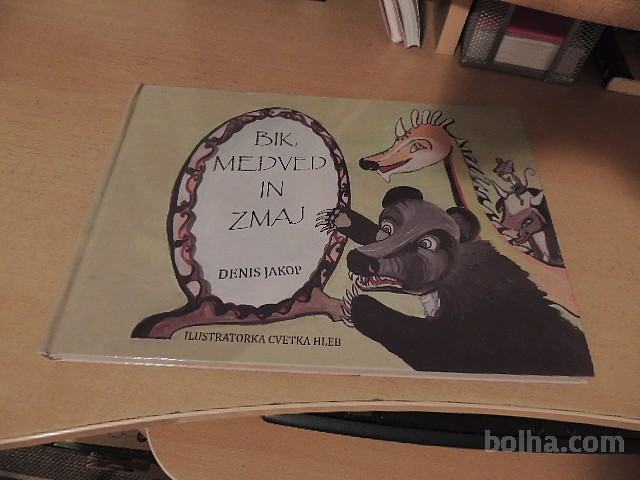 BIK,
MEDVED
IN
ZMAJ
DENIS JAKOP
ILUSTRATORKA CVETKA HLEB
bolha.com